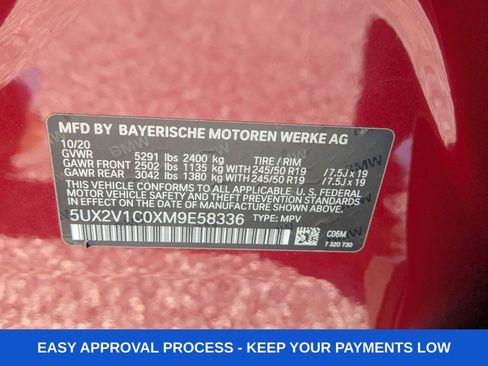 MFD BY BAYERISCHE MOTOREN WERKE AG
10/20
GVWR 5291 lbs 2400 kg TIRE / RIM
GAWR FRONT 2502 lbs 1135 kg WITH 245/50 R19 /7.5J x 19
GAWR REAR 3042 lbs 1380 kg WITH 245/50 R19 /7.5J x 19
THIS VEHICLE CONFORMS TO ALL APPLICABLE U.S. FEDERAL
MOTOR VEHICLE SAFETY, BUMPER, AND THEFT PREVENTION STANDARDS
IN EFFECT ON THE DATE OF MANUFACTURE SHOWN ABOVE.
5UX2V1C0XM9E58336 TYPE: MPV
C06M
7 320 730
EASY APPROVAL PROCESS - KEEP YOUR PAYMENTS LOW